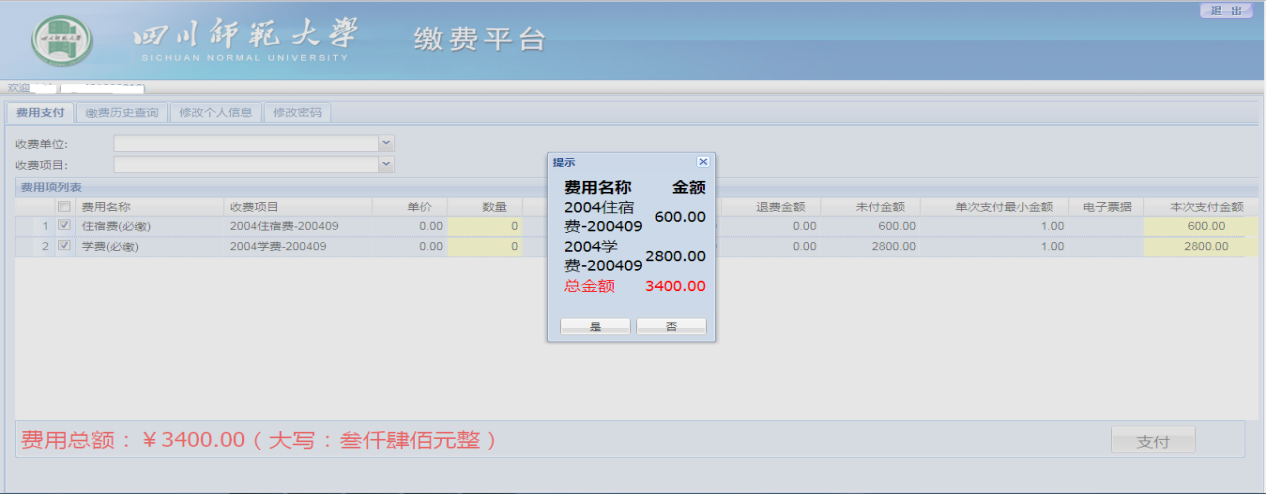 退 出
四川师范大学
SICHUAN NORMAL UNIVERSITY
缴费平台
欢迎
费用支付 缴费历史查询 修改个人信息 修改密码
收费单位:
收费项目:
费用项列表
费用名称 收费项目 单价 数量 退费金额 未付金额 单次支付最小金额 电子票据 本次支付金额
1 住宿费(必缴) 2004住宿费-200409 0.00 0 0.00 600.00 1.00 600.00
2 学费(必缴) 2004学费-200409 0.00 0 0.00 2800.00 1.00 2800.00
提示
费用名称 金额
2004住宿
费-200409 600.00
2004学
费-200409 2800.00
总金额 3400.00
是 否
费用总额：￥3400.00（大写：叁仟肆佰元整）
支付